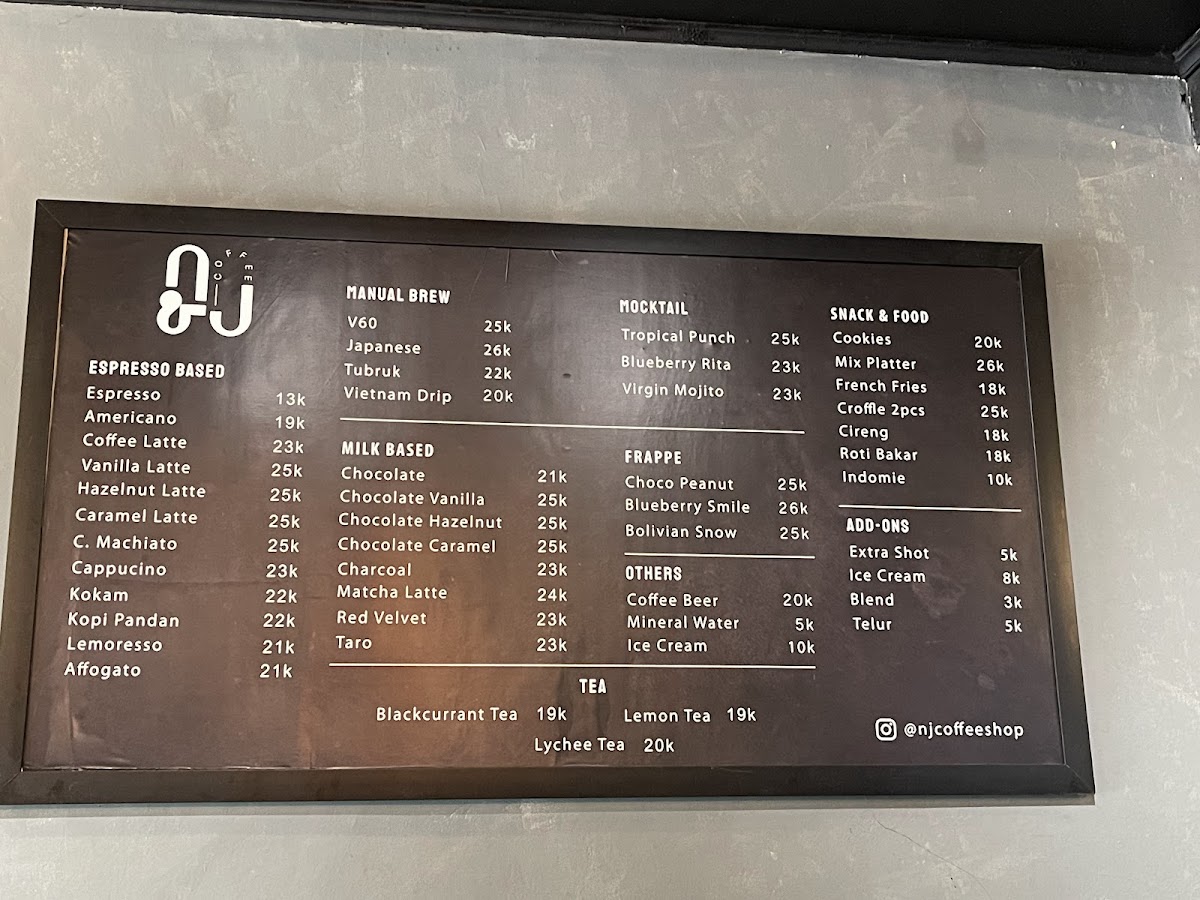 n&j COFFEE
ESPRESSO BASED
Espresso 13k
Americano 19k
Coffee Latte 23k
Vanilla Latte 25k
Hazelnut Latte 25k
Caramel Latte 25k
C. Machiato 25k
Cappucino 23k
Kokam 22k
Kopi Pandan 22k
Lemoresso 21k
Affogato 21k
MANUAL BREW
V60 25k
Japanese 26k
Tubruk 22k
Vietnam Drip 20k
MILK BASED
Chocolate 21k
Chocolate Vanilla 25k
Chocolate Hazelnut 25k
Chocolate Caramel 25k
Charcoal 23k
Matcha Latte 24k
Red Velvet 23k
Taro 23k
MOCKTAIL
Tropical Punch 25k
Blueberry Rita 23k
Virgin Mojito 23k
FRAPPE
Choco Peanut 25k
Blueberry Smile 26k
Bolivian Snow 25k
OTHERS
Coffee Beer 20k
Mineral Water 5k
Ice Cream 10k
TEA
Blackcurrant Tea 19k Lemon Tea 19k
Lychee Tea 20k
SNACK & FOOD
Cookies 20k
Mix Platter 26k
French Fries 18k
Croffle 2pcs 25k
Cireng 18k
Roti Bakar 18k
Indomie 10k
ADD-ONS
Extra Shot 5k
Ice Cream 8k
Blend 3k
Telur 5k
@njcoffeeshop